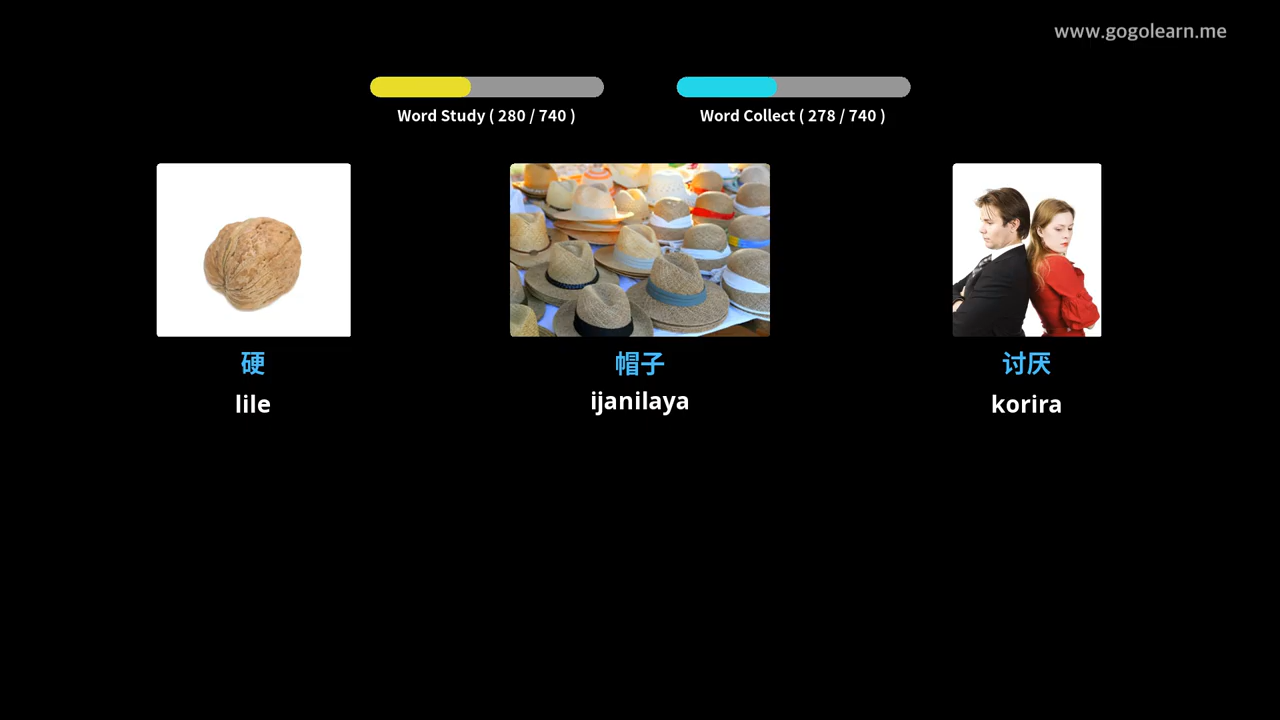 www.gogolearn.me
Word Study ( 280 / 740 )
Word Collect ( 278 / 740 )
硬
lile
帽子
ijanilaya
讨厌
korira